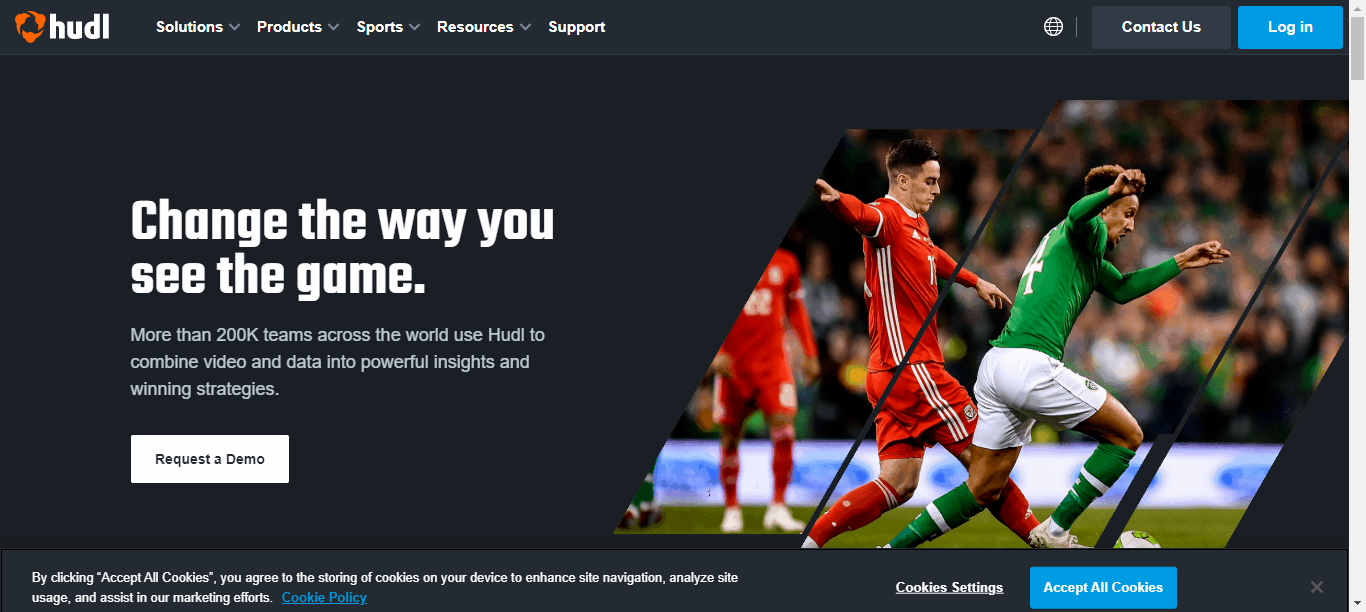 hudl
Solutions Products Sports Resources Support
Contact Us
Log in
Change the way you
see the game.
More than 200K teams across the world use Hudl to
combine video and data into powerful insights and
winning strategies.
Request a Demo
22
11
4
By clicking “Accept All Cookies”, you agree to the storing of cookies on your device to enhance site navigation, analyze site
usage, and assist in our marketing efforts. Cookie Policy
Cookies Settings
Accept All Cookies